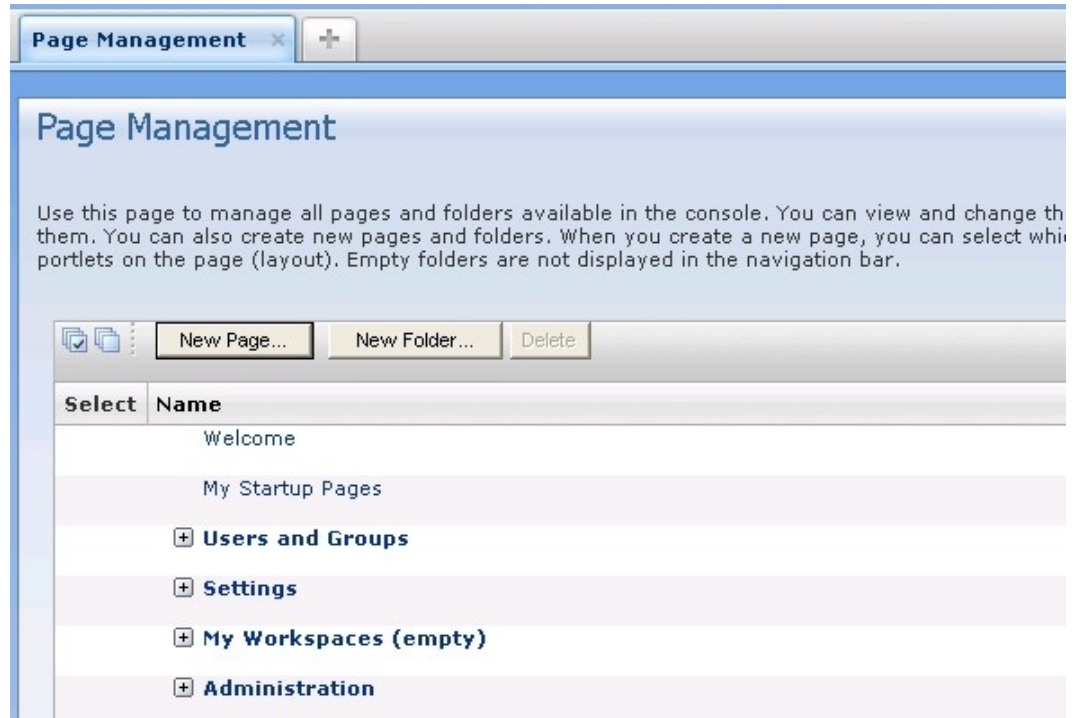 Page Management
Page Management
Use this page to manage all pages and folders available in the console. You can view and change
them. You can also create new pages and folders. When you create a new page, you can select
portlets on the page (layout). Empty folders are not displayed in the navigation bar.
New Page... New Folder... Delete
Select Name
Welcome
My Startup Pages
Users and Groups
Settings
My Workspaces (empty)
Administration